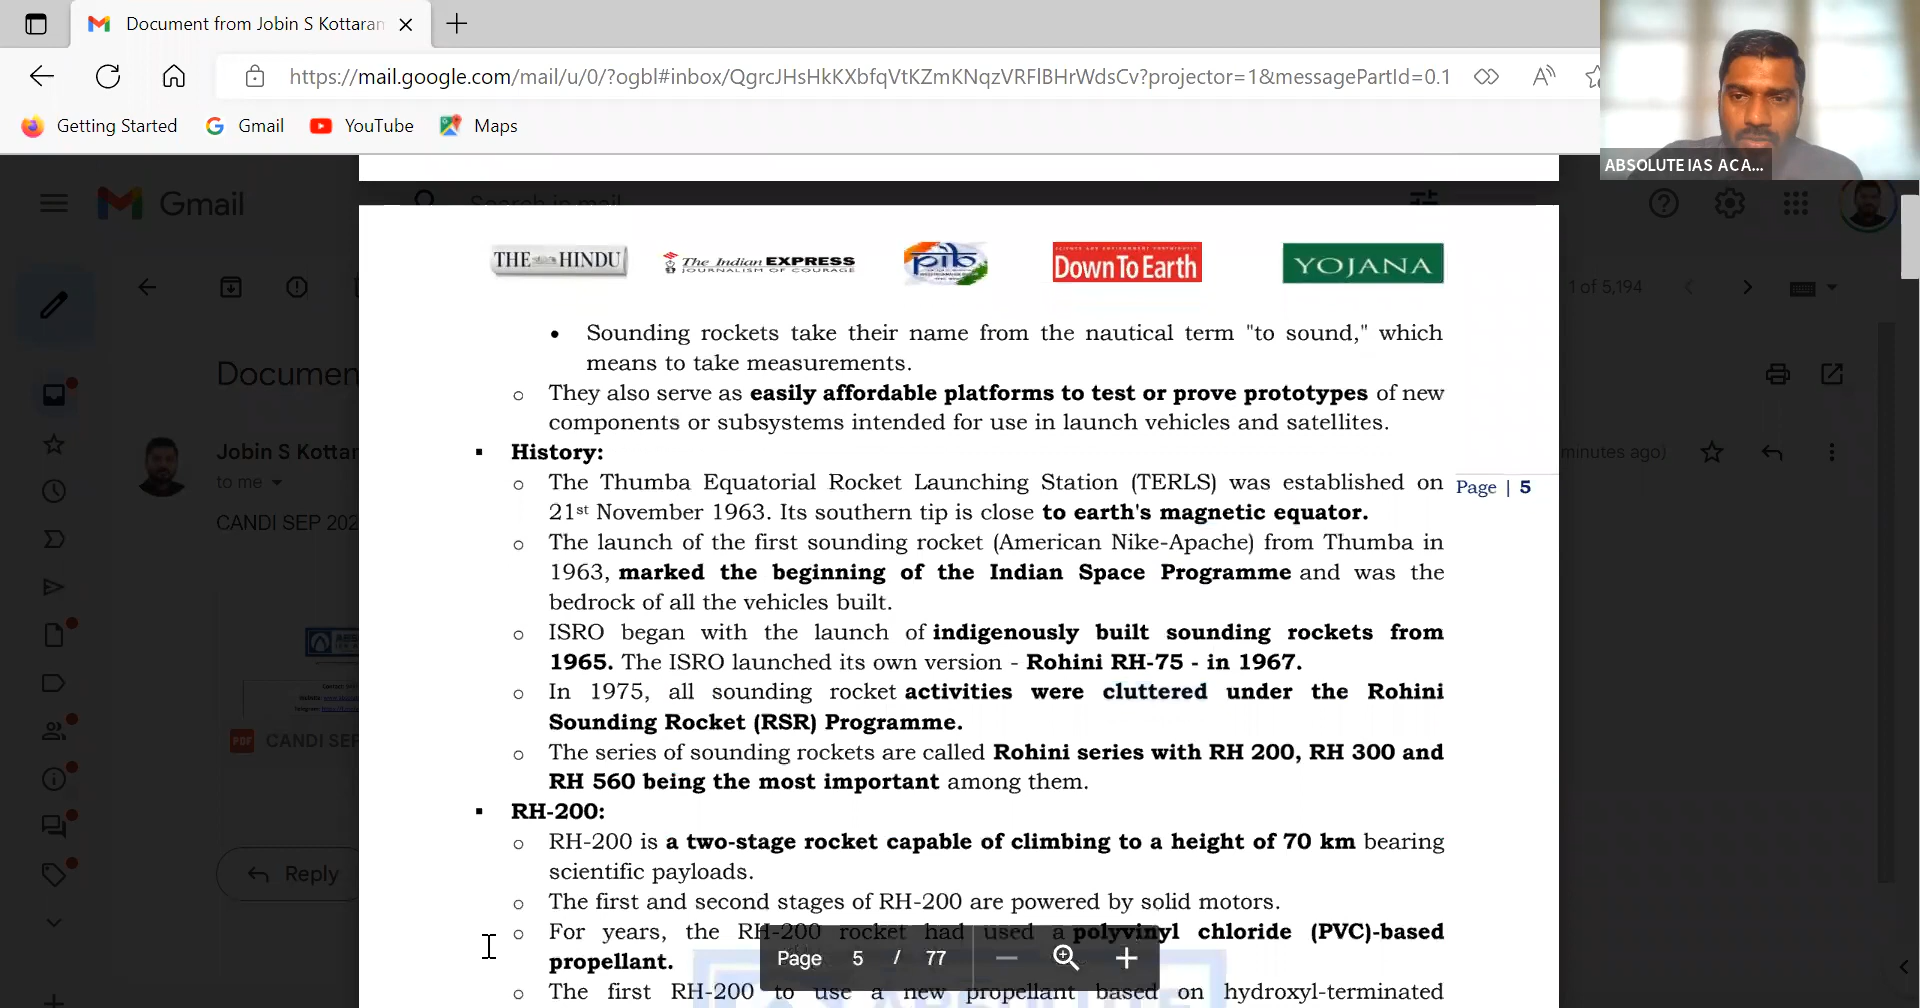 Document from Jobin S Kottaran
https://mail.google.com/mail/u/0/?ogbl#inbox/QgrcJHsHkKXbfqVtKZmKNqzVRFlBHrWdsCv?projector=1&messagePartId=0.1
Getting Started Gmail YouTube Maps
ABSOLUTE IAS ACA...
Gmail
Search in mail
THE HINDU The Indian EXPRESS pib Down To Earth YOJANA
JOURNALISM OF COURAGE
1 of 5,194
• Sounding rockets take their name from the nautical term "to sound," which
means to take measurements.
Documen
o They also serve as easily affordable platforms to test or prove prototypes of new
components or subsystems intended for use in launch vehicles and satellites.
Jobin S Kottar
minutes ago)
to me
CANDI SEP 202
▪ History:
o The Thumba Equatorial Rocket Launching Station (TERLS) was established on
Page | 5
21st November 1963. Its southern tip is close to earth's magnetic equator.
o The launch of the first sounding rocket (American Nike-Apache) from Thumba in
1963, marked the beginning of the Indian Space Programme and was the
bedrock of all the vehicles built.
o ISRO began with the launch of indigenously built sounding rockets from
1965. The ISRO launched its own version - Rohini RH-75 - in 1967.
o In 1975, all sounding rocket activities were cluttered under the Rohini
Sounding Rocket (RSR) Programme.
o The series of sounding rockets are called Rohini series with RH 200, RH 300 and
RH 560 being the most important among them.
PDF CANDI SEP
▪ RH-200:
o RH-200 is a two-stage rocket capable of climbing to a height of 70 km bearing
scientific payloads.
Reply
o The first and second stages of RH-200 are powered by solid motors.
o For years, the RH-200 rocket had used a polyvinyl chloride (PVC)-based
propellant.
Page 5 / 77
o The first RH-200 to use a new propellant based on hydroxyl-terminated